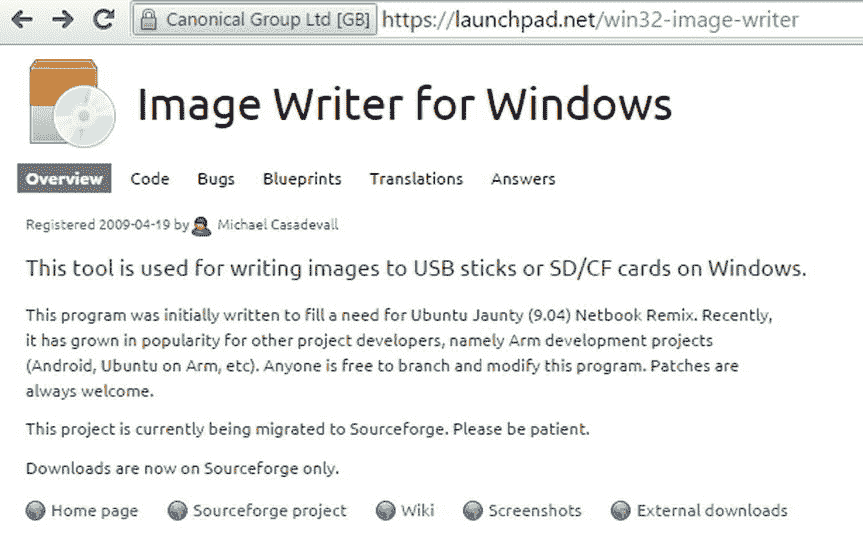 Canonical Group Ltd [GB] https://launchpad.net/win32-image-writer
Image Writer for Windows
Overview Code Bugs Blueprints Translations Answers
Registered 2009-04-19 by Michael Casadevall
This tool is used for writing images to USB sticks or SD/CF cards on Windows.
This program was initially written to fill a need for Ubuntu Jaunty (9.04) Netbook Remix. Recently,
it has grown in popularity for other project developers, namely Arm development projects
(Android, Ubuntu on Arm, etc). Anyone is free to branch and modify this program. Patches are
always welcome.
This project is currently being migrated to Sourceforge. Please be patient.
Downloads are now on Sourceforge only.
Home page Sourceforge project Wiki Screenshots External downloads